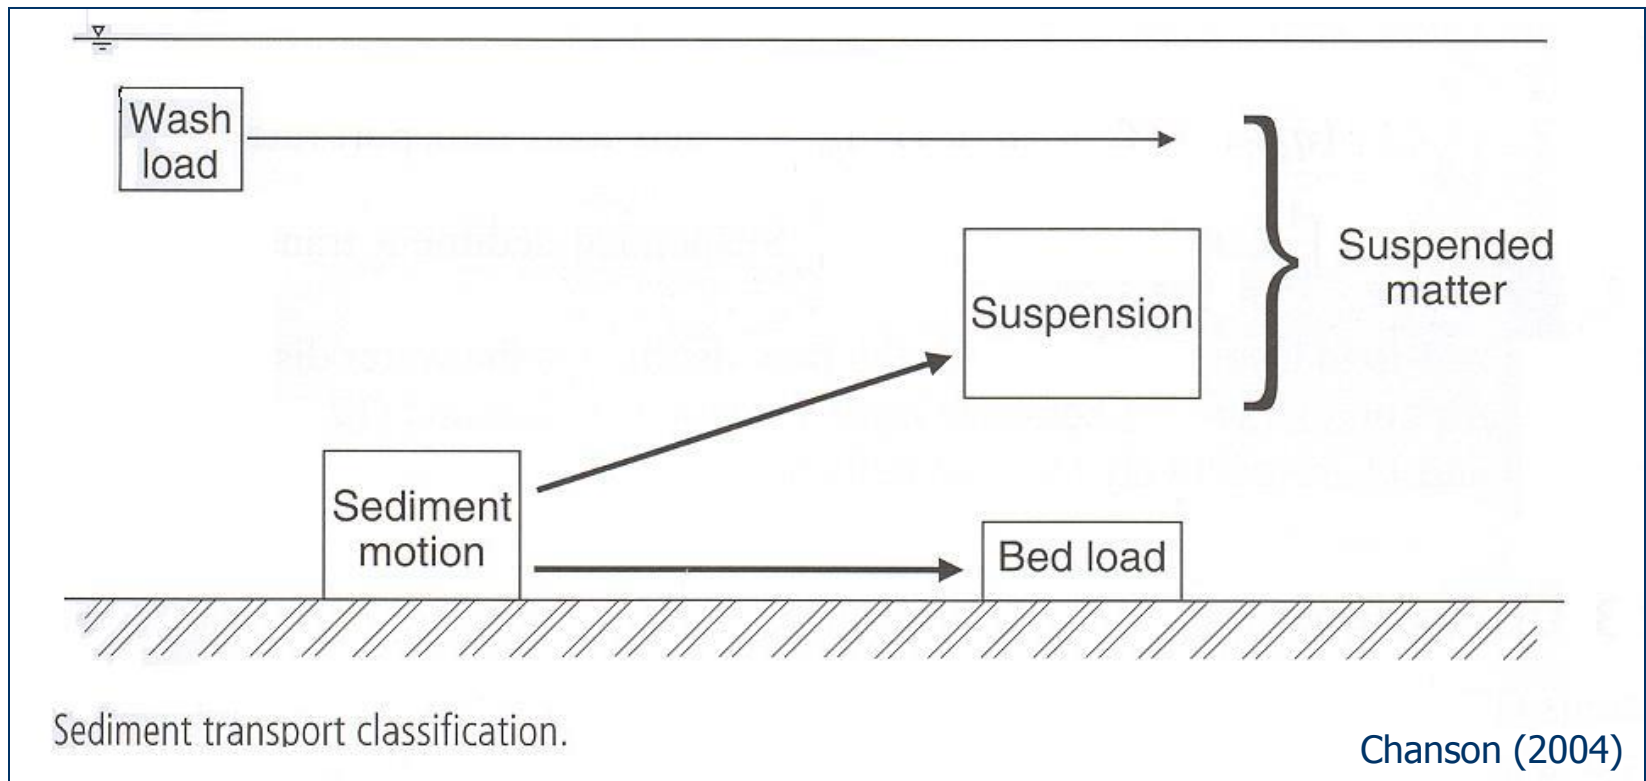 Wash
load
Suspended
matter
Suspension
Sediment
motion
Bed load
Sediment transport classification.
Chanson (2004)